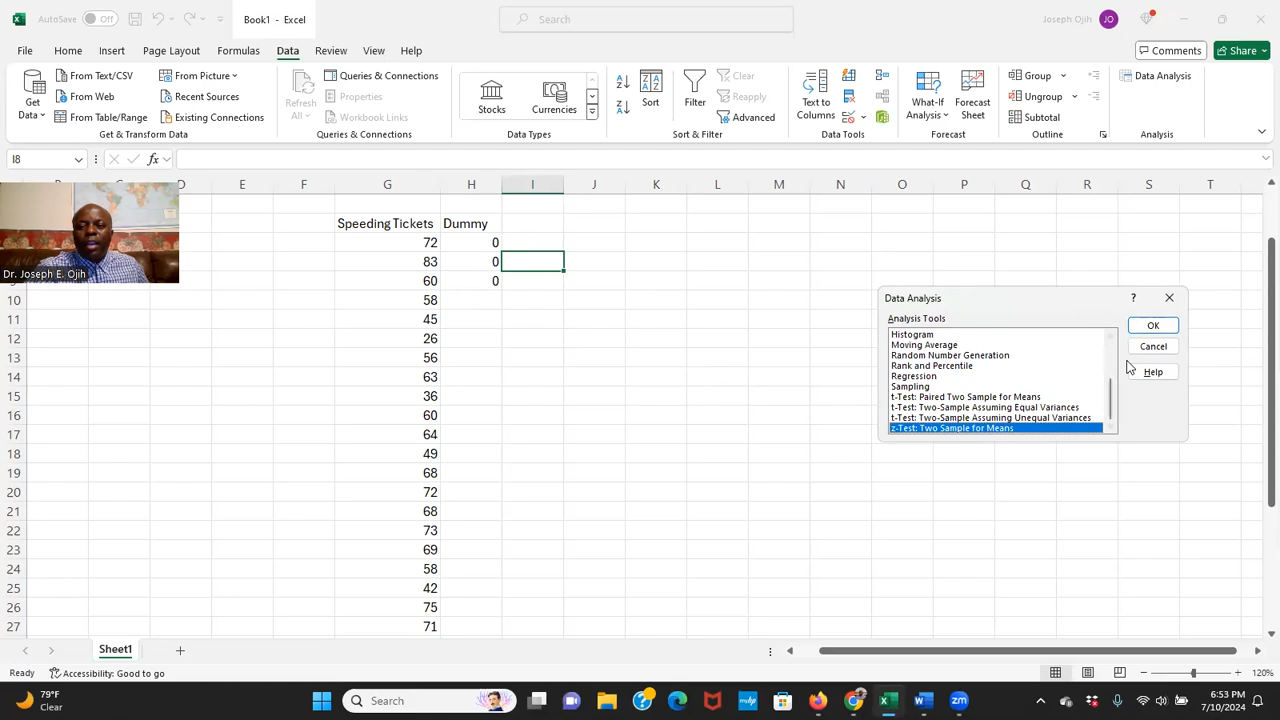 AutoSave Off Book1 - Excel Search Joseph Ojih JO
File Home Insert Page Layout Formulas Data Review View Help Comments Share
Get Data
From Text/CSV
From Web
From Table/Range
From Picture
Recent Sources
Existing Connections
Get & Transform Data
Refresh All
Queries & Connections
Properties
Workbook Links
Queries & Connections
Stocks Currencies
Data Types
Sort Filter
Clear
Reapply
Advanced
Sort & Filter
Text to Columns
Data Tools
What-If Analysis
Forecast Sheet
Forecast
Group
Ungroup
Subtotal
Outline
Data Analysis
Analysis
I8 fx
D E F G H I J K L M N O P Q R S T
Dr. Joseph E. Ojih
Speeding Tickets Dummy
72 0
83 0
60 0
10 58
11 45
12 26
13 56
14 63
15 36
16 60
17 64
18 49
19 68
20 72
21 68
22 73
23 69
24 58
25 42
26 75
27 71
Data Analysis ?
Analysis Tools
Histogram
Moving Average
Random Number Generation
Rank and Percentile
Regression
Sampling
t-Test: Paired Two Sample for Means
t-Test: Two-Sample Assuming Equal Variances
t-Test: Two-Sample Assuming Unequal Variances
z-Test: Two Sample for Means
OK
Cancel
Help
Sheet1
Ready Accessibility: Good to go 120%
79°F
Clear
Search
6:53 PM
7/10/2024